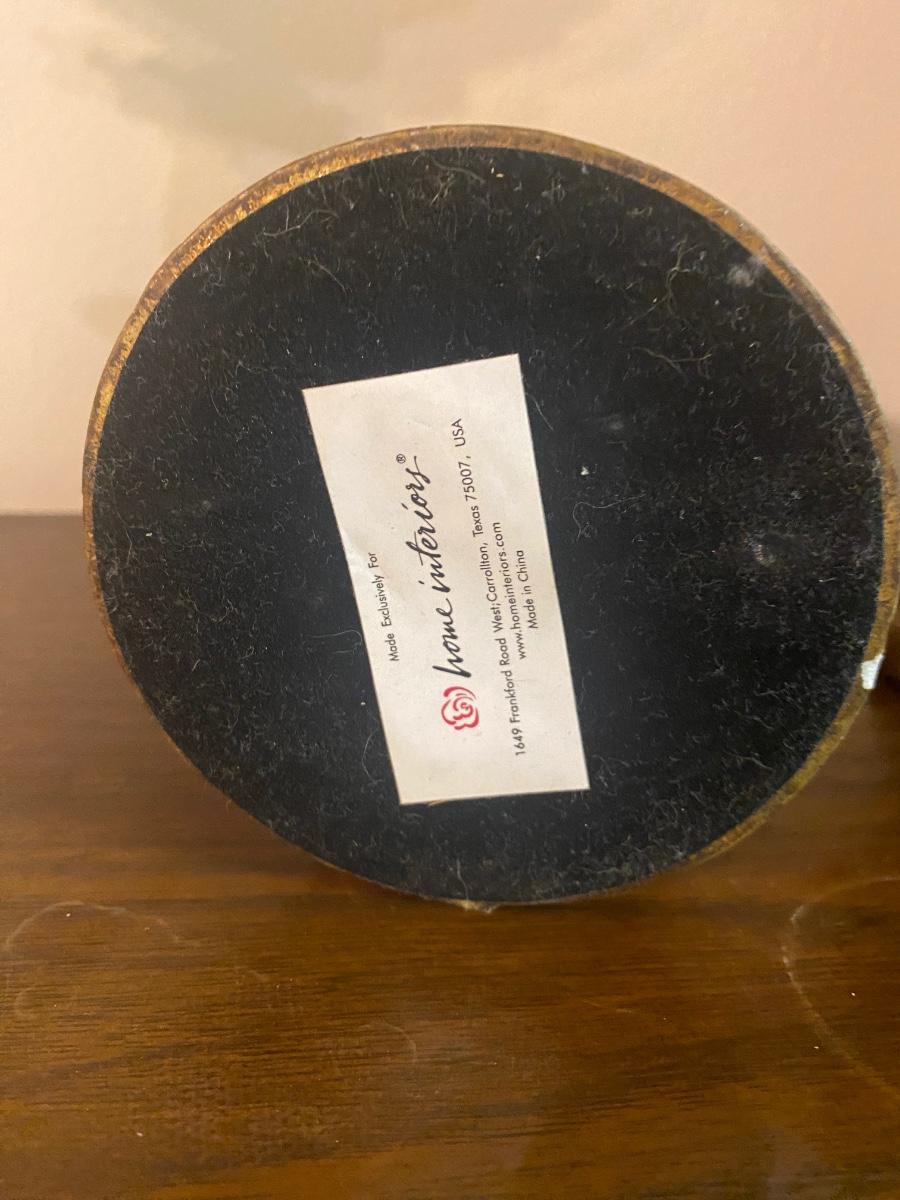 Made Exclusively For
home interiors®
1649 Frankford Road West; Carrollton, Texas 75007, USA
www.homeinteriors.com
Made in China